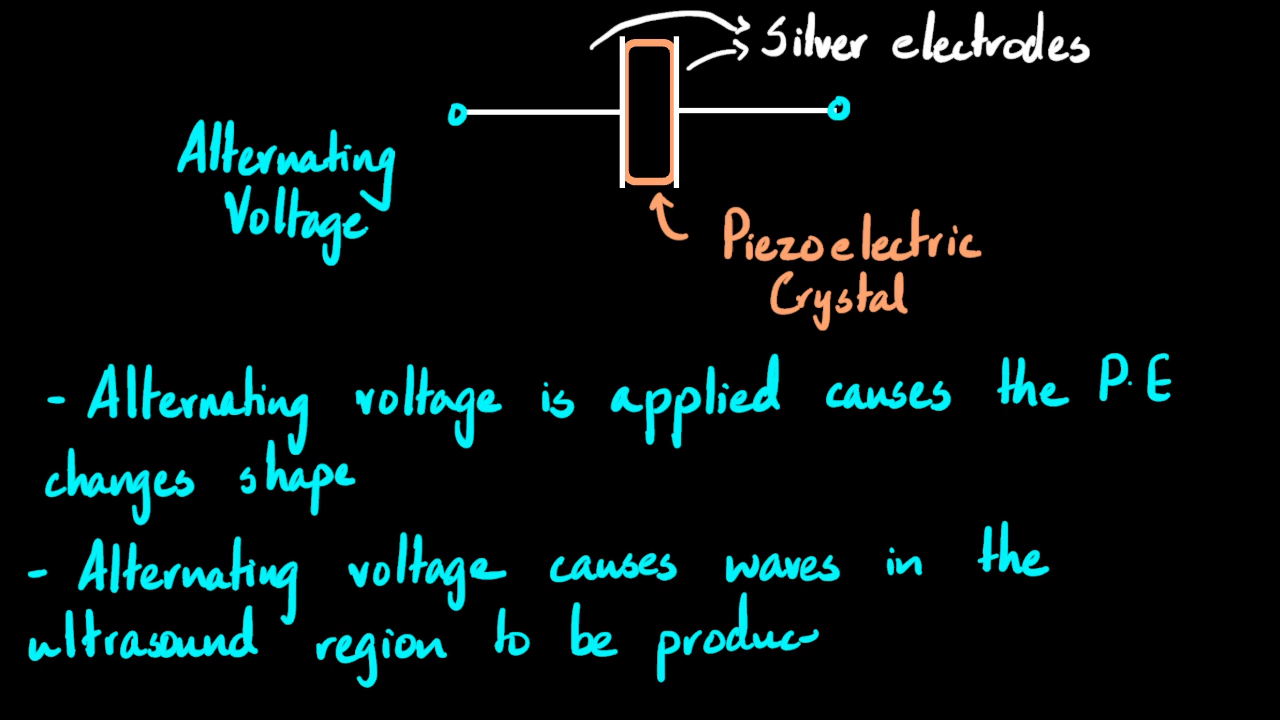 Silver electrodes
Alternating
Voltage
Piezoelectric
Crystal
- Alternating voltage is applied causes the P.E
changes shape
- Alternating voltage causes waves in the
ultrasound region to be produc